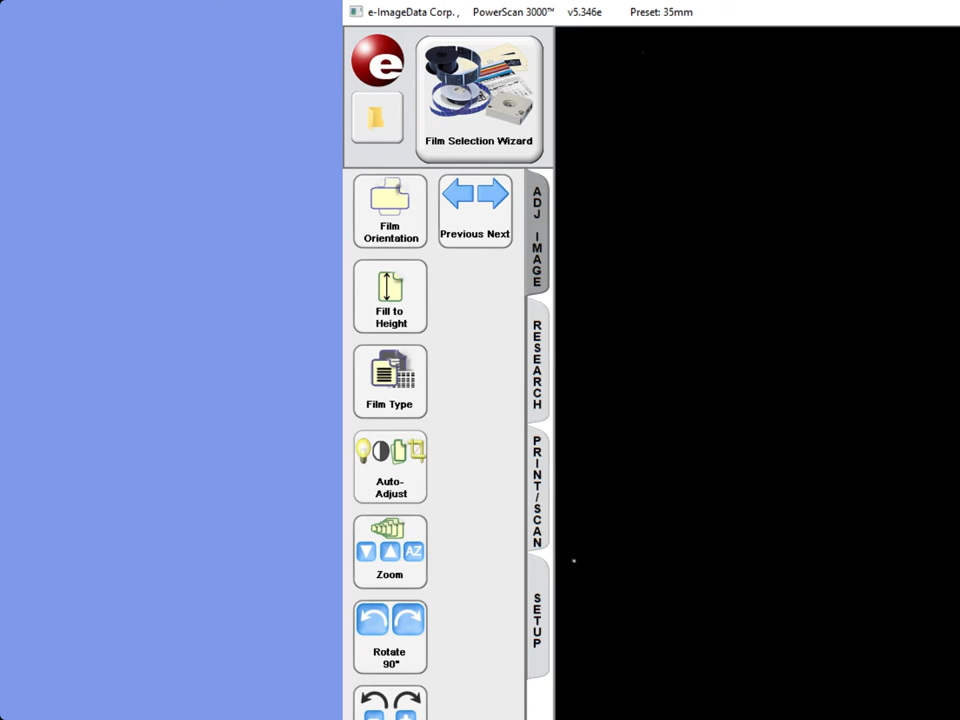 e-ImageData Corp. ,    PowerScan 3000™    v5.346e    Preset: 35mm
e
Film Selection Wizard
Film
Orientation
Previous Next
Fill to
Height
Film Type
Auto-
Adjust
AZ
Zoom
Rotate
90°
ADJ IMAGE
RESEARCH
PRINT/SCAN
SETUP